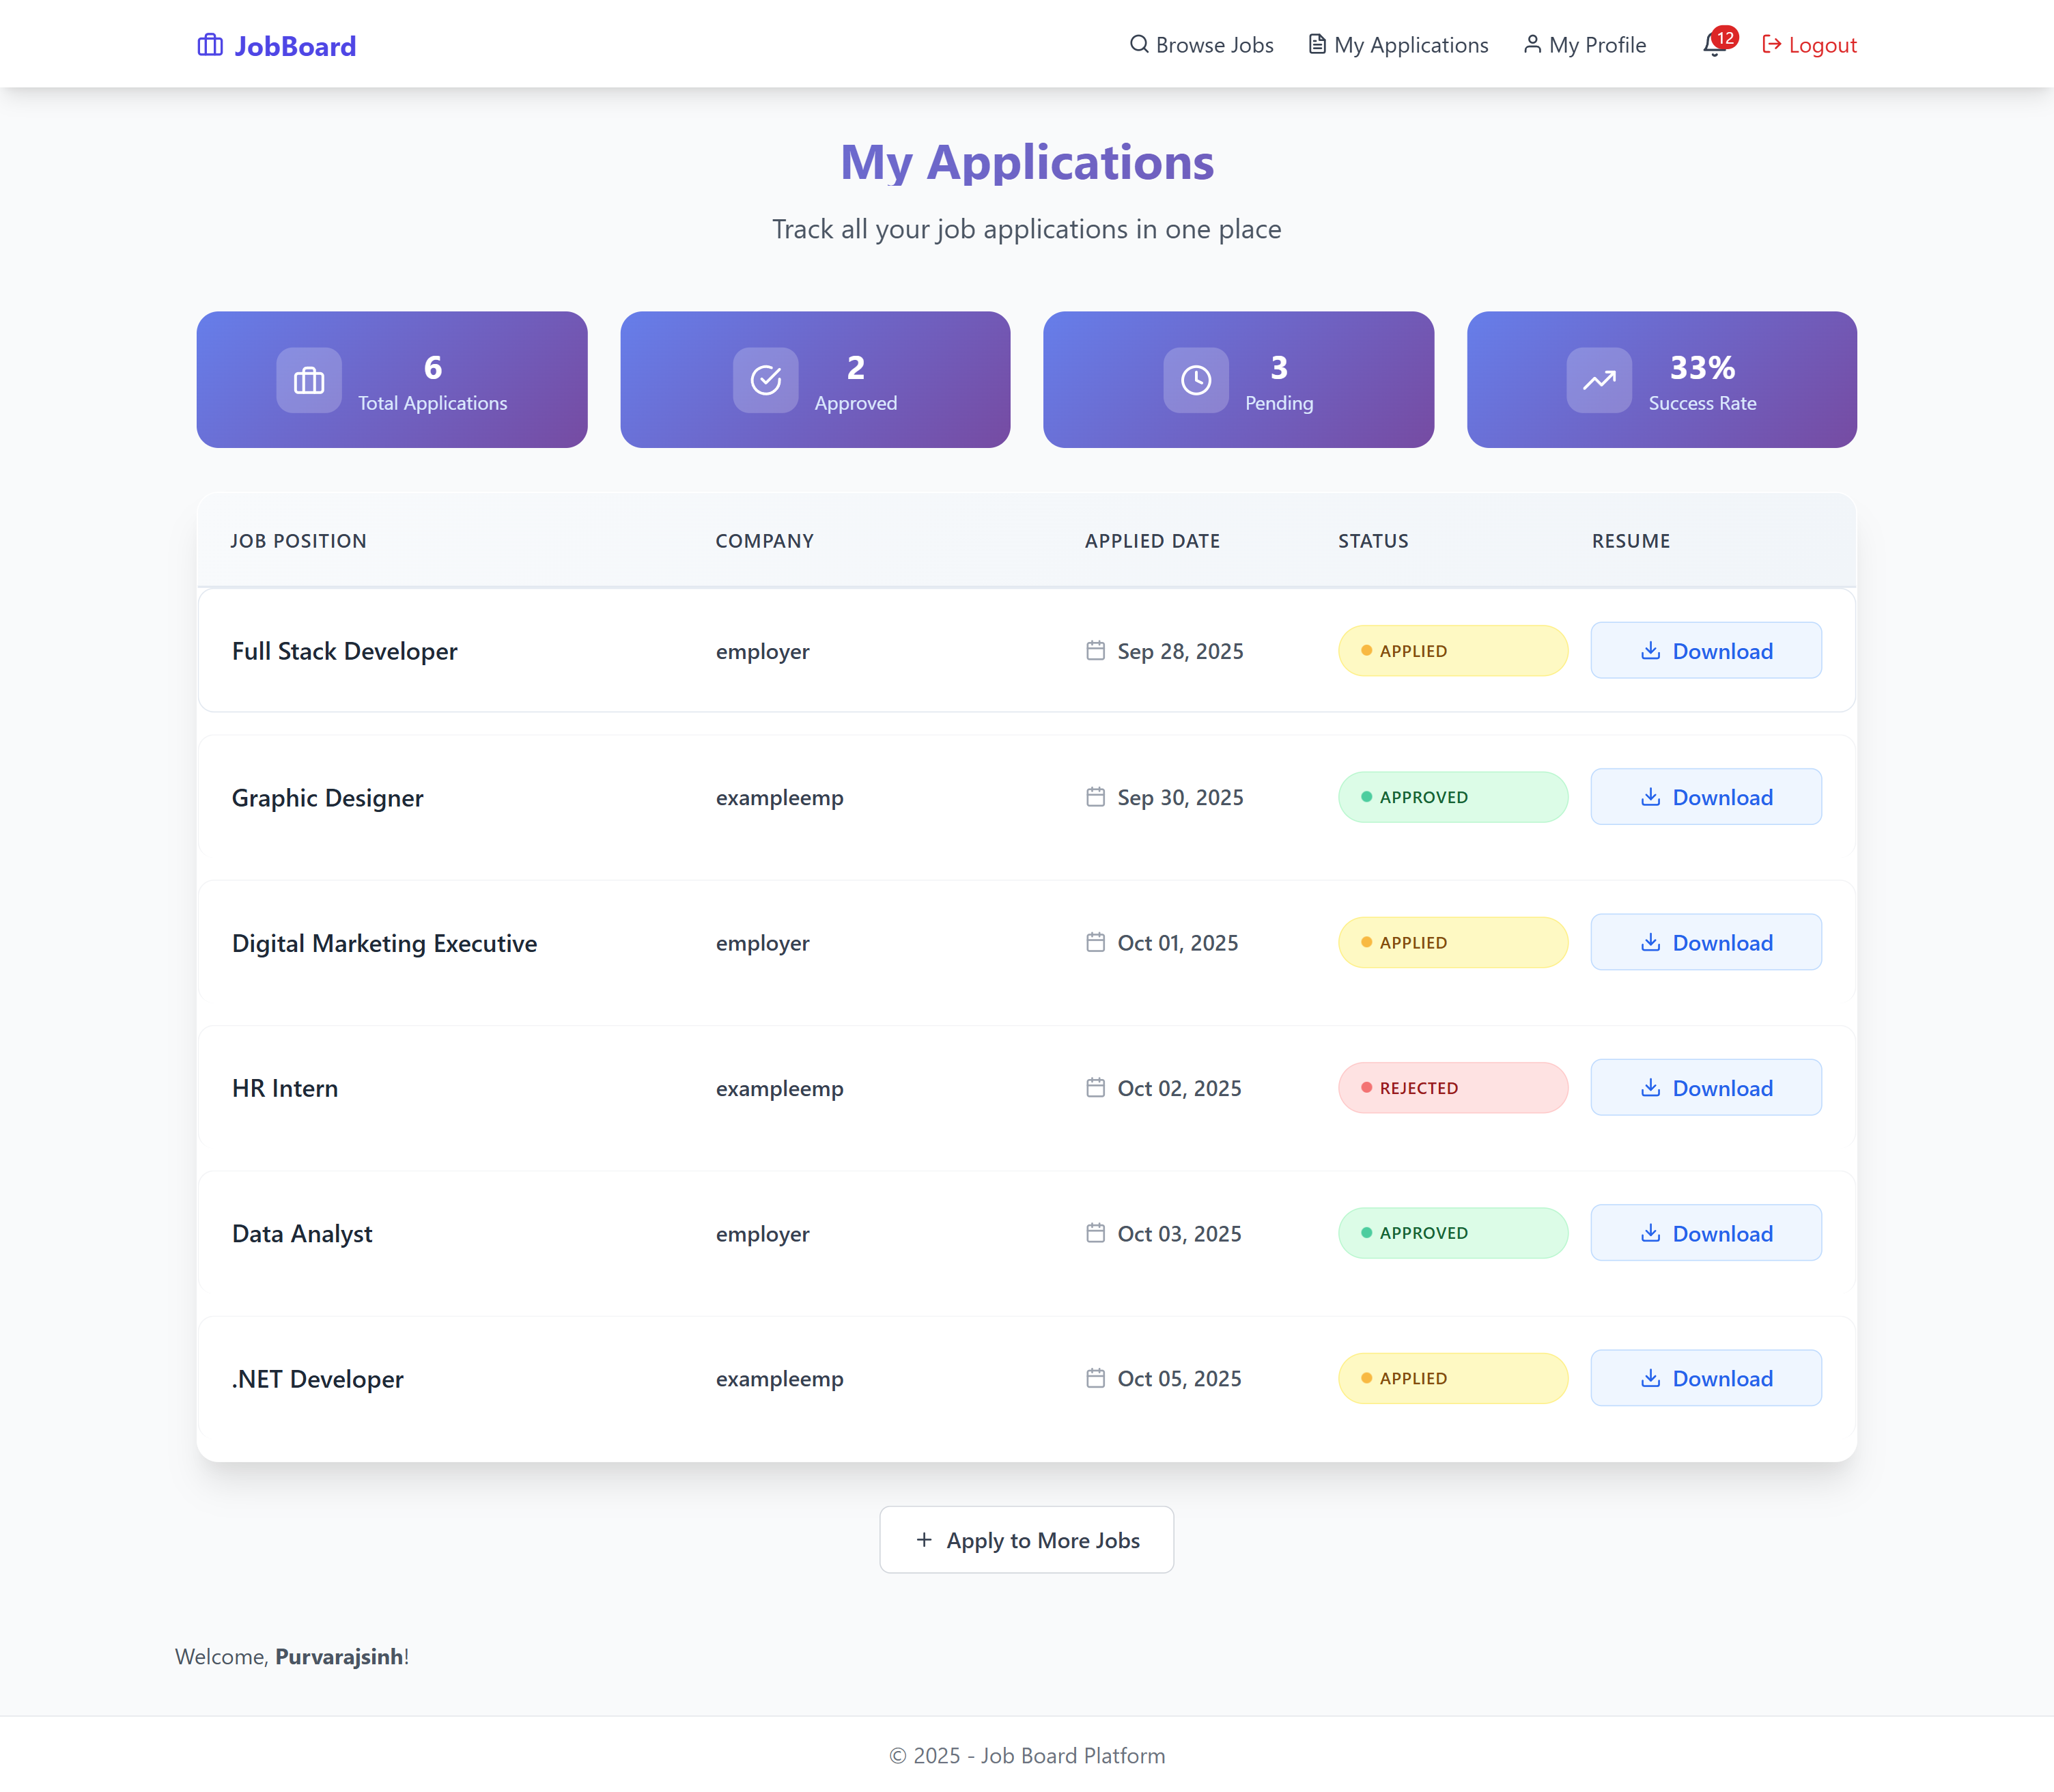 JobBoard
Browse Jobs My Applications My Profile 12 Logout
My Applications
Track all your job applications in one place
6
Total Applications
2
Approved
3
Pending
33%
Success Rate
JOB POSITION COMPANY APPLIED DATE STATUS RESUME
Full Stack Developer employer Sep 28, 2025 APPLIED Download
Graphic Designer exampleemp Sep 30, 2025 APPROVED Download
Digital Marketing Executive employer Oct 01, 2025 APPLIED Download
HR Intern exampleemp Oct 02, 2025 REJECTED Download
Data Analyst employer Oct 03, 2025 APPROVED Download
.NET Developer exampleemp Oct 05, 2025 APPLIED Download
+ Apply to More Jobs
Welcome, Purvarajsinh!
© 2025 - Job Board Platform